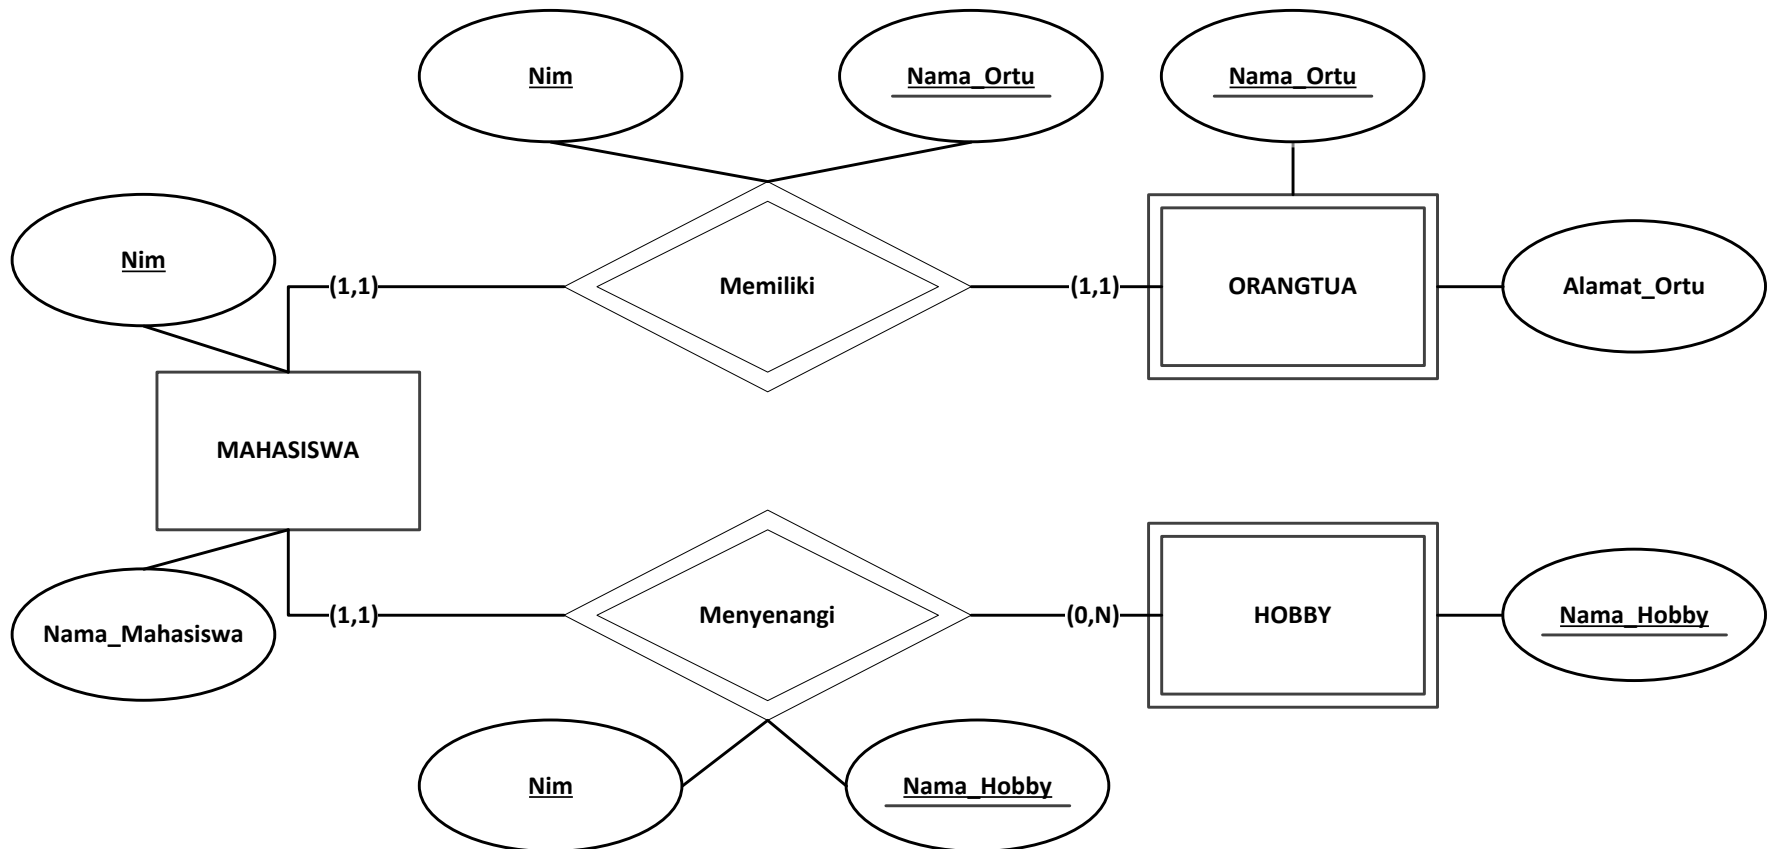 Nim
Nama_Ortu
Nama_Ortu
Nim
(1,1)
Memiliki
(1,1)
ORANGTUA
Alamat_Ortu
MAHASISWA
Nama_Mahasiswa
(1,1)
Menyenangi
(0,N)
HOBBY
Nama_Hobby
Nim
Nama_Hobby